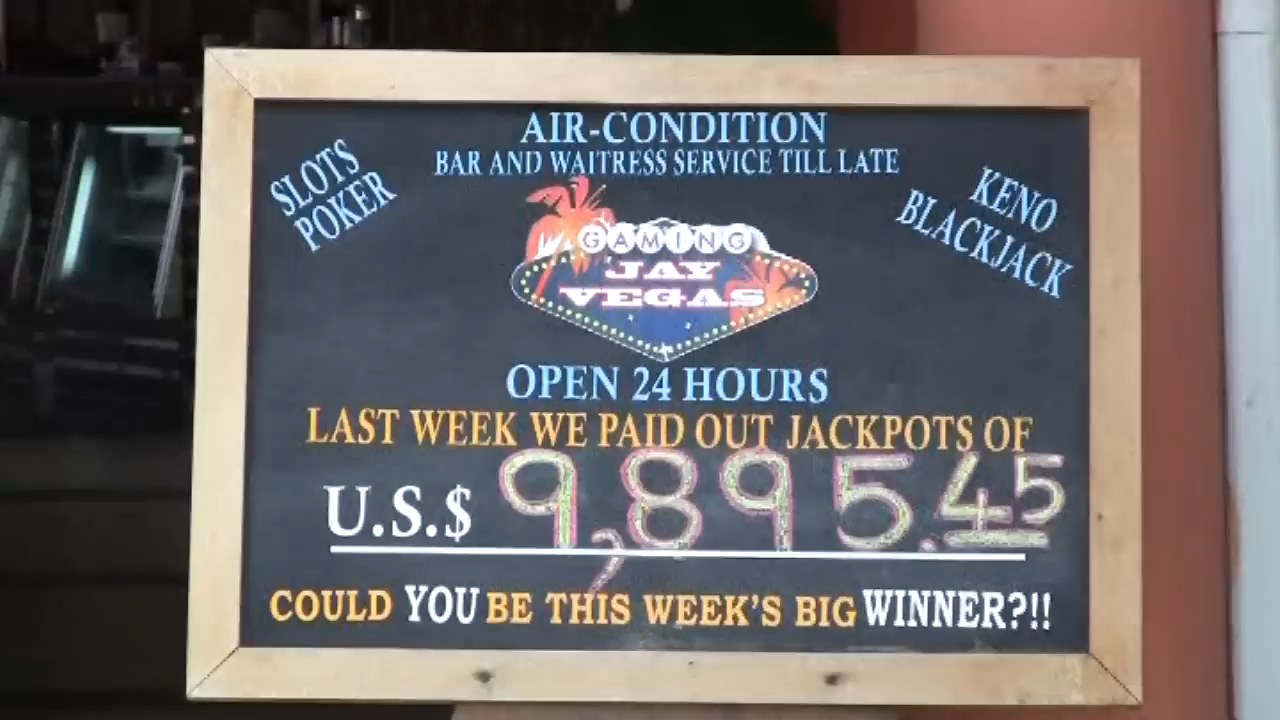 AIR-CONDITION
BAR AND WAITRESS SERVICE TILL LATE
SLOTS
POKER
KENO
BLACKJACK
GAMING
JAY
VEGAS
OPEN 24 HOURS
LAST WEEK WE PAID OUT JACKPOTS OF
U.S.$ 9,895.45
COULD YOU BE THIS WEEK'S BIG WINNER?!!